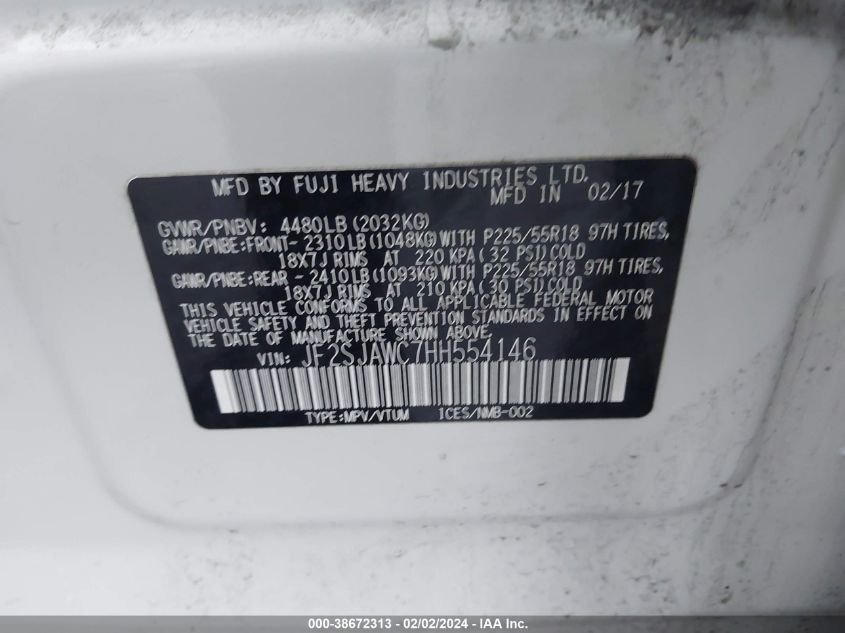 MFD BY FUJI HEAVY INDUSTRIES LTD.
MFD IN 02/17
GVWR/PNBV: 4480LB(2032KG)
GAWR/PNBE:FRONT- 2310LB(1048KG)WITH P225/55R18 97H TIRES,
18X7J RIMS AT 220 KPA(32 PSI)COLD
GAWR/PNBE:REAR - 2410LB(1093KG)WITH P225/55R18 97H TIRES,
18X7J RIMS AT 210 KPA(30 PSI)COLD
THIS VEHICLE CONFORMS TO ALL APPLICABLE FEDERAL MOTOR
VEHICLE SAFETY AND THEFT PREVENTION STANDARDS IN EFFECT ON
THE DATE OF MANUFACTURE SHOWN ABOVE.
VIN: JF2SJAWC7HH554146
TYPE:MPV/VTUM ICES/NMB-002
000-38672313 - 02/02/2024 - IAA Inc.